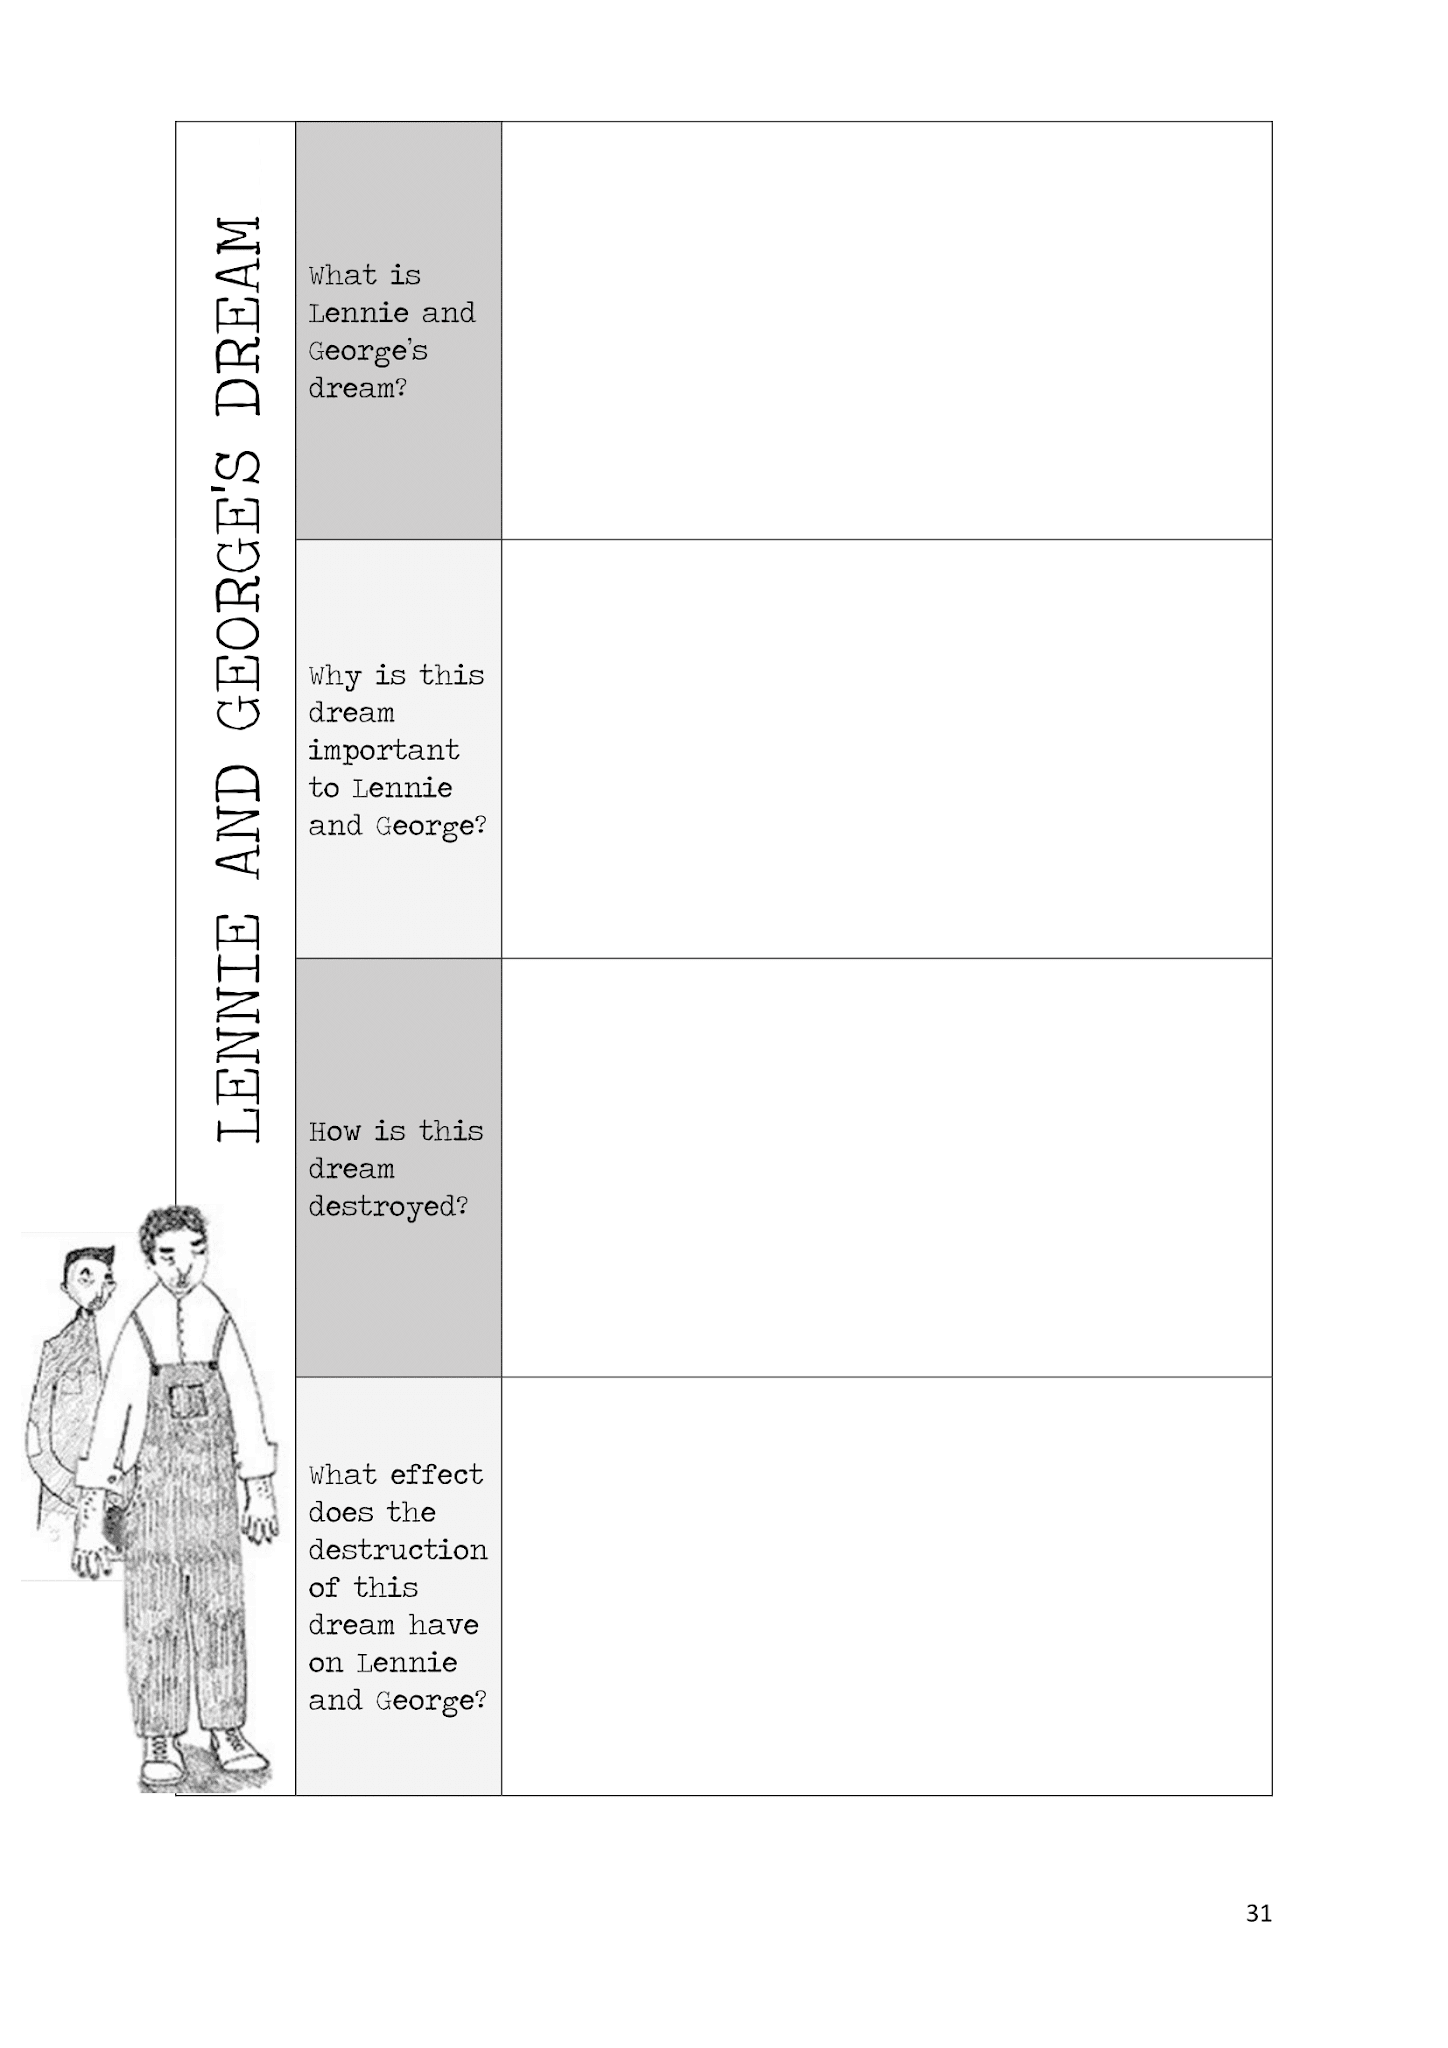 LENNIE AND GEORGE'S DREAM
What is
Lennie and
George's
dream?
Why is this
dream
important
to Lennie
and George?
How is this
dream
destroyed?
What effect
does the
destruction
of this
dream have
on Lennie
and George?
31